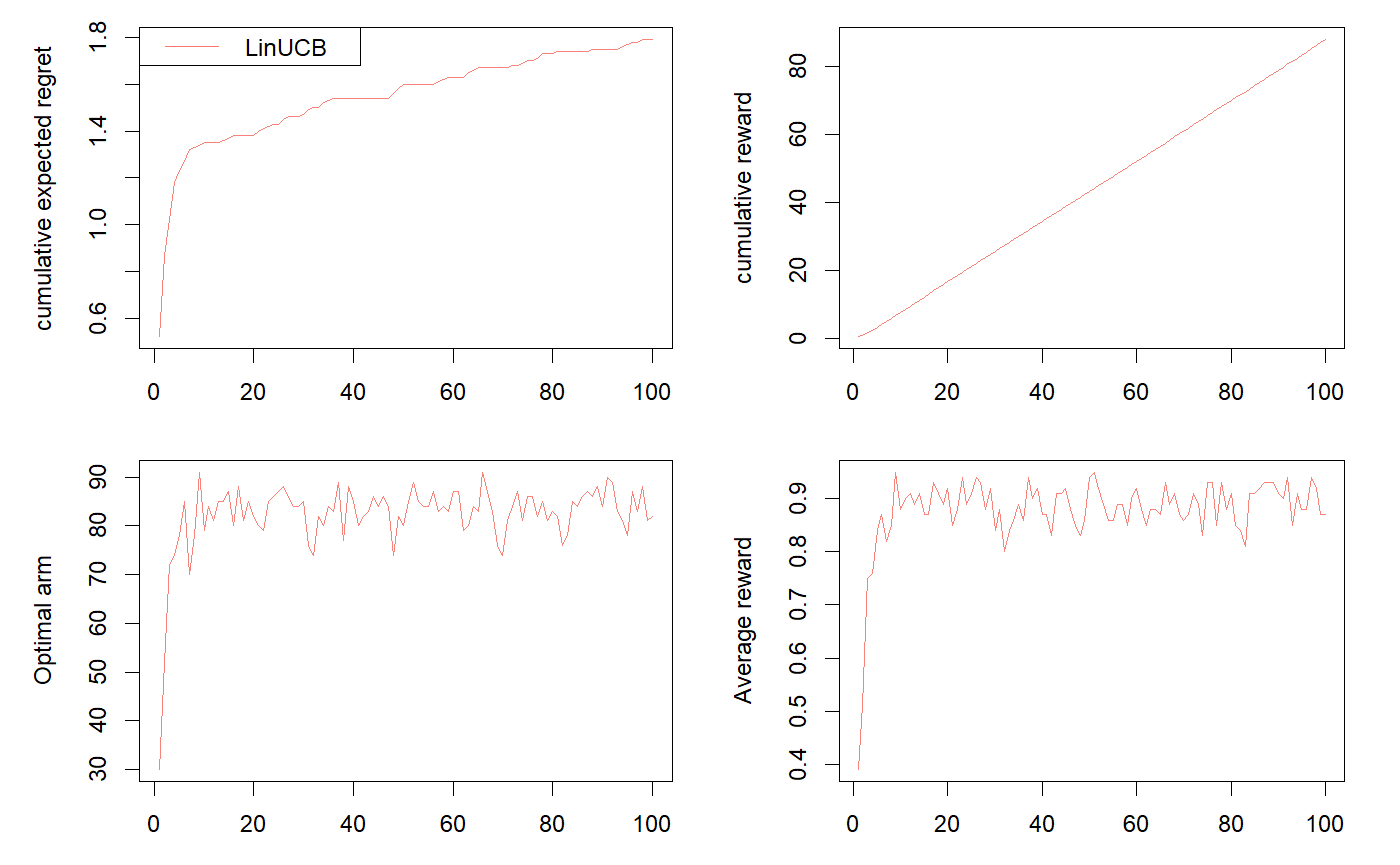 cumulative expected regret
1.8
1.4
1.0
0.6
LinUCB
0 20 40 60 80 100
cumulative reward
80
60
40
20
0
0 20 40 60 80 100
Optimal arm
90
80
70
60
50
40
30
0 20 40 60 80 100
Average reward
0.9
0.8
0.7
0.6
0.5
0.4
0 20 40 60 80 100